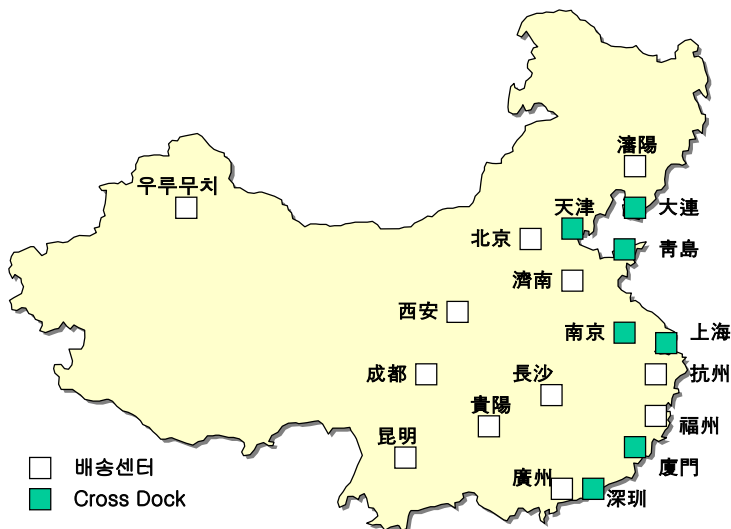 瀋陽
우루무치
天津
大連
北京
靑島
濟南
西安
南京
上海
成都
長沙
杭州
貴陽
福州
昆明
廈門
廣州
深圳
배송센터
Cross Dock